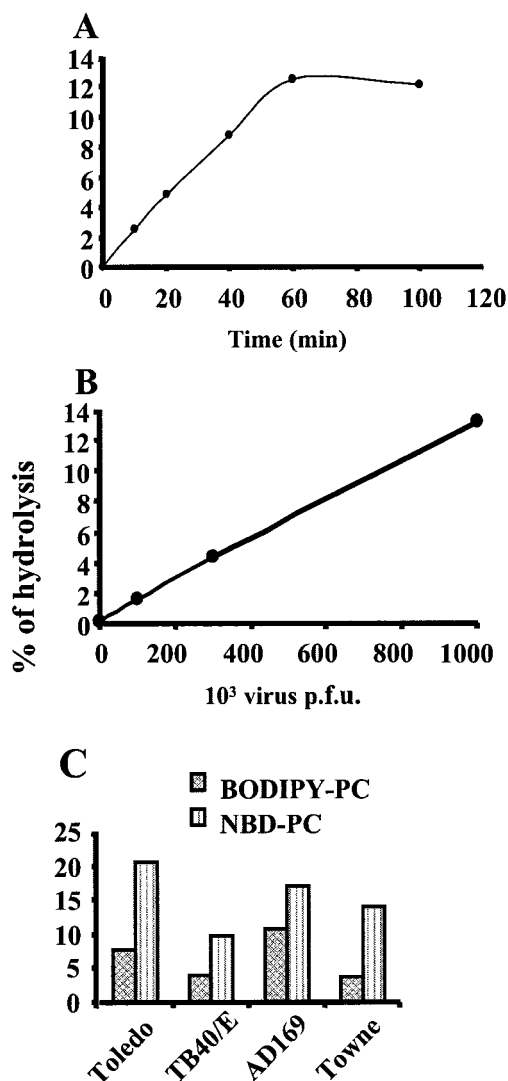 A
14
12
10
8
6
4
2
0
0 20 40 60 80 100 120
Time (min)
B
14
12
10
8
6
4
2
0
0 200 400 600 800 1000
10³ virus p.f.u.
% of hydrolysis
C
BODIPY-PC
NBD-PC
25
20
15
10
5
0
Toledo
TB40/E
AD169
Towne